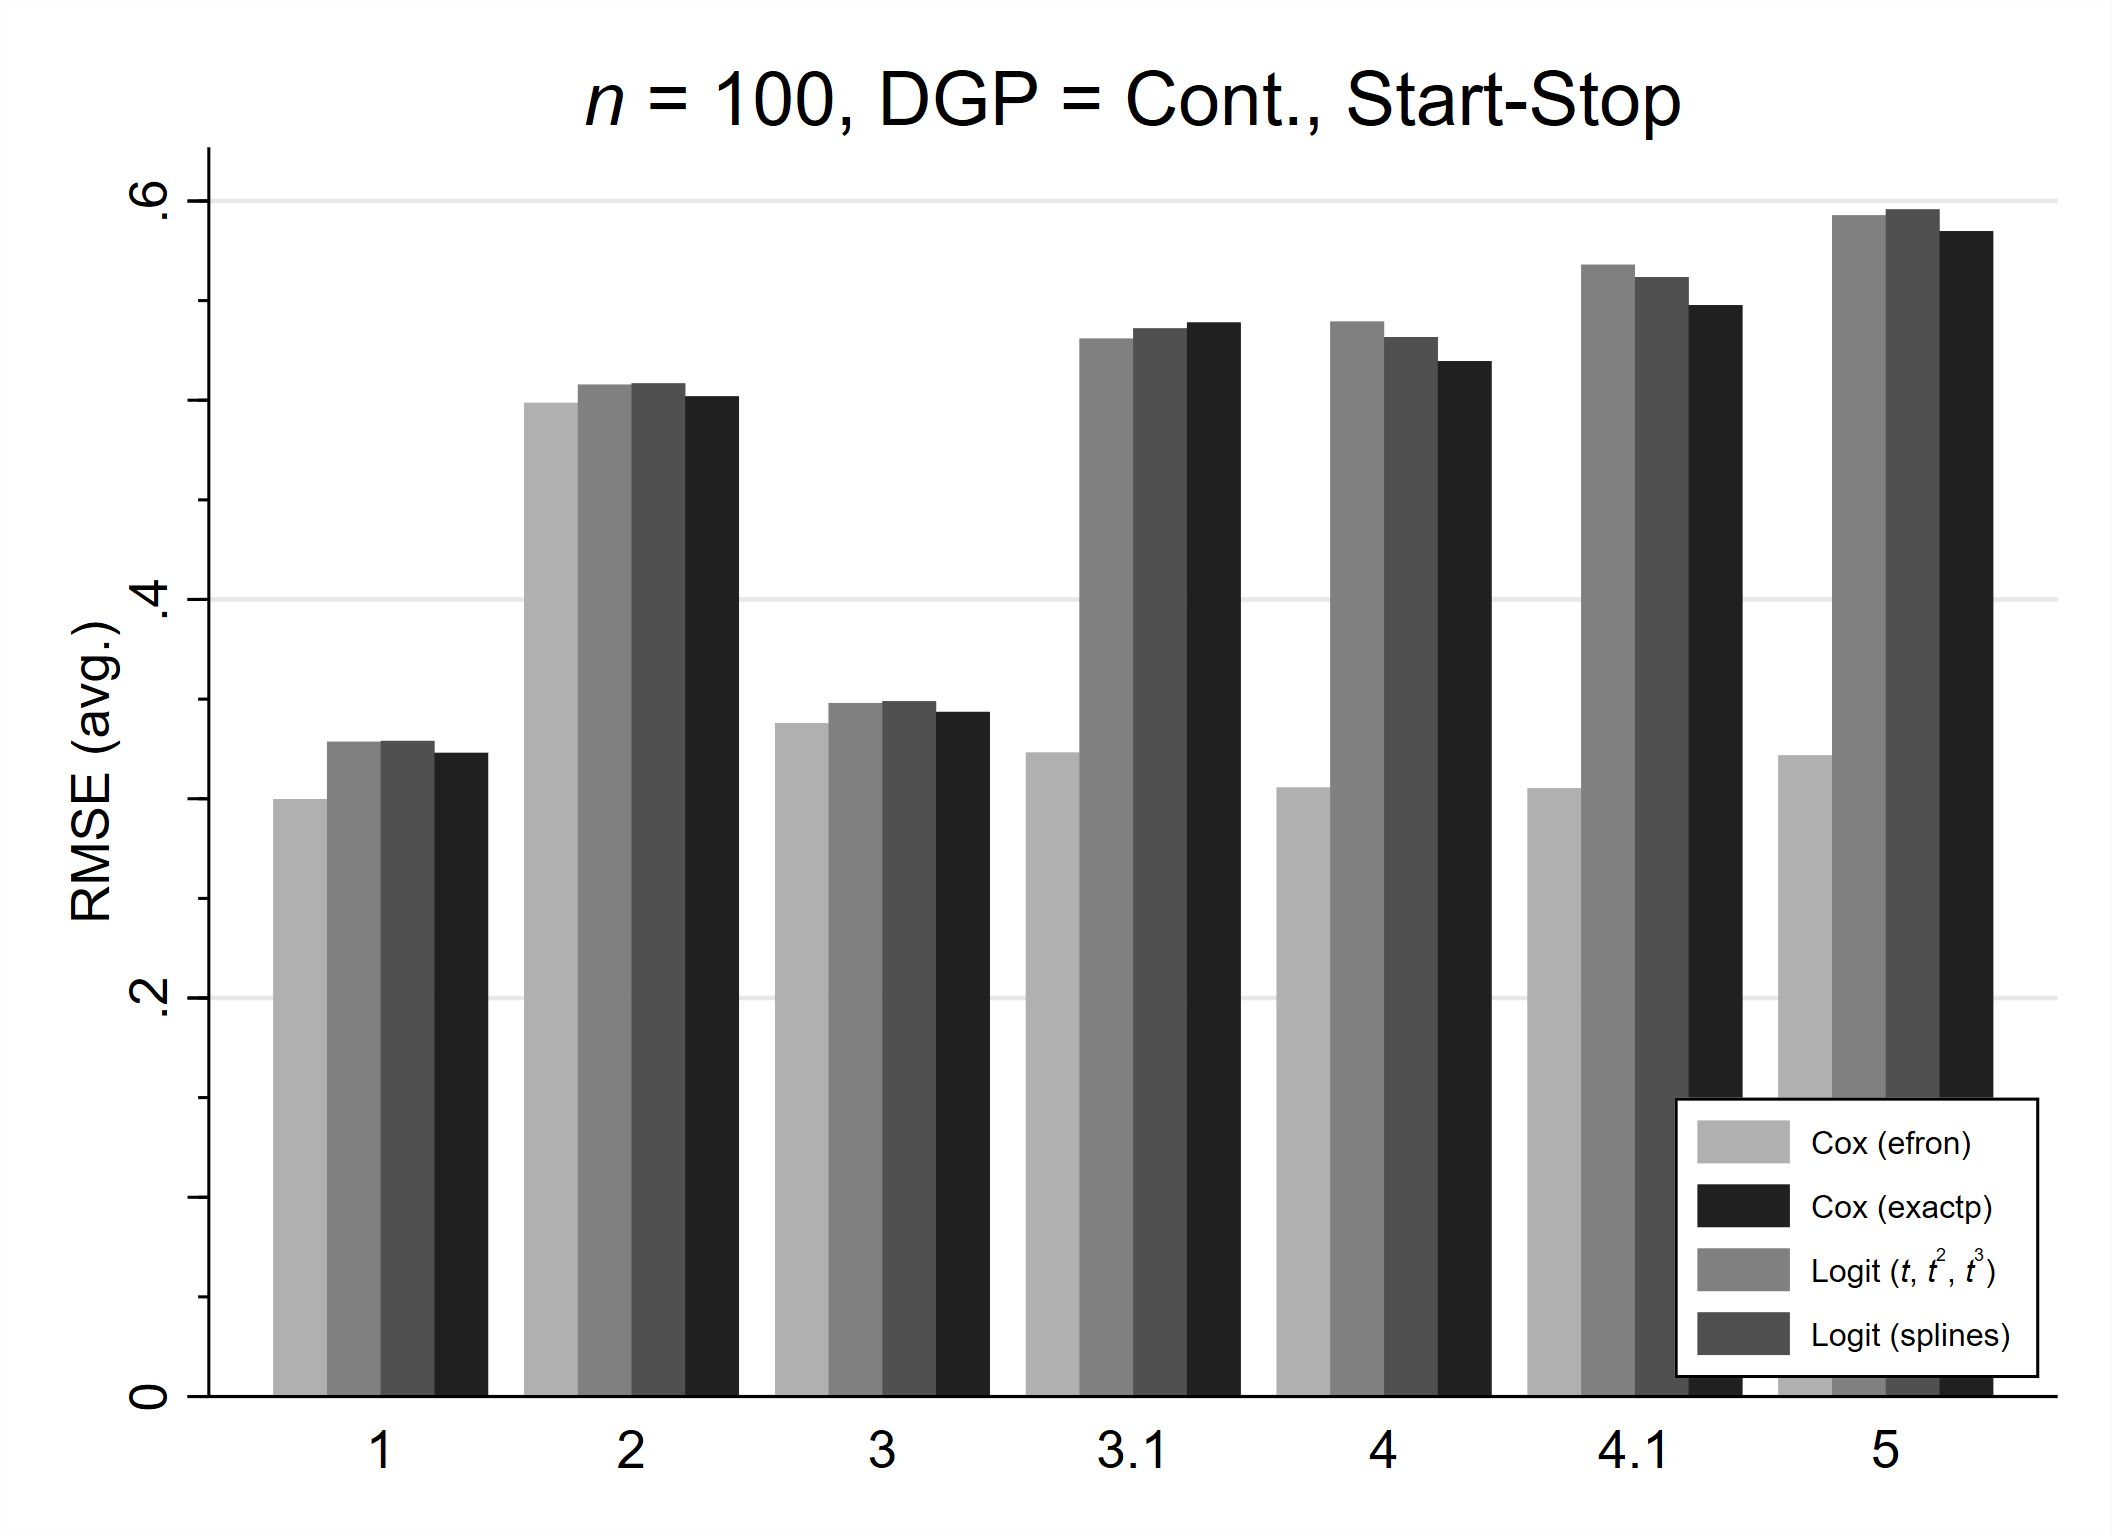 n = 100, DGP = Cont., Start-Stop
RMSE (avg.)
.6
.4
.2
0
1 2 3 3.1 4 4.1 5
Cox (efron)
Cox (exactp)
Logit (t, t², t³)
Logit (splines)